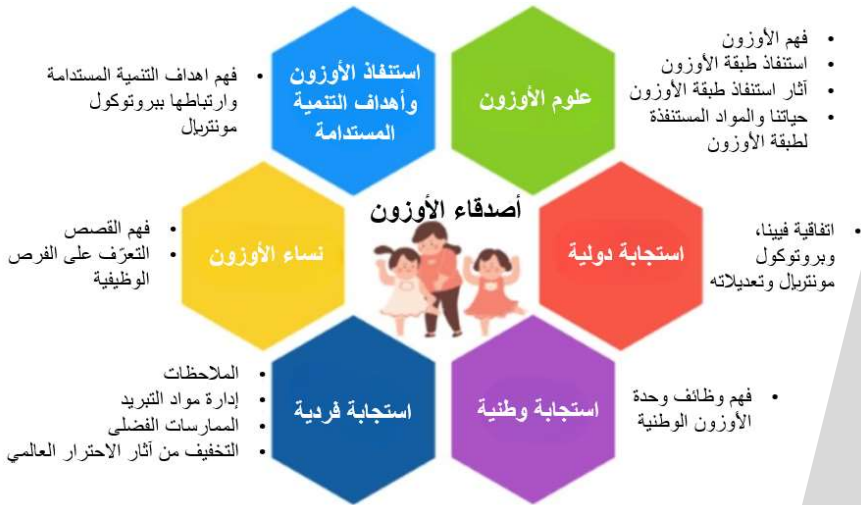 أصدقاء الأوزون
علوم الأوزون
• فهم الأوزون
• استنفاذ طبقة الأوزون
• آثار استنفاذ طبقة الأوزون
• حياتنا والمواد المستنفذة
لطبقة الأوزون
استجابة دولية
• اتفاقية فيينا،
وبروتوكول
مونتريال وتعديلاته
استجابة وطنية
• فهم وظائف وحدة
الأوزون الوطنية
استجابة فردية
• الملاحظات
• إدارة مواد التبريد
• الممارسات الفضلى
• التخفيف من آثار الاحترار العالمي
نساء الأوزون
• فهم القصص
• التعرّف على الفرص
الوظيفية
استنفاذ الأوزون
وأهداف التنمية
المستدامة
• فهم اهداف التنمية المستدامة
وارتباطها ببروتوكول
مونتريال